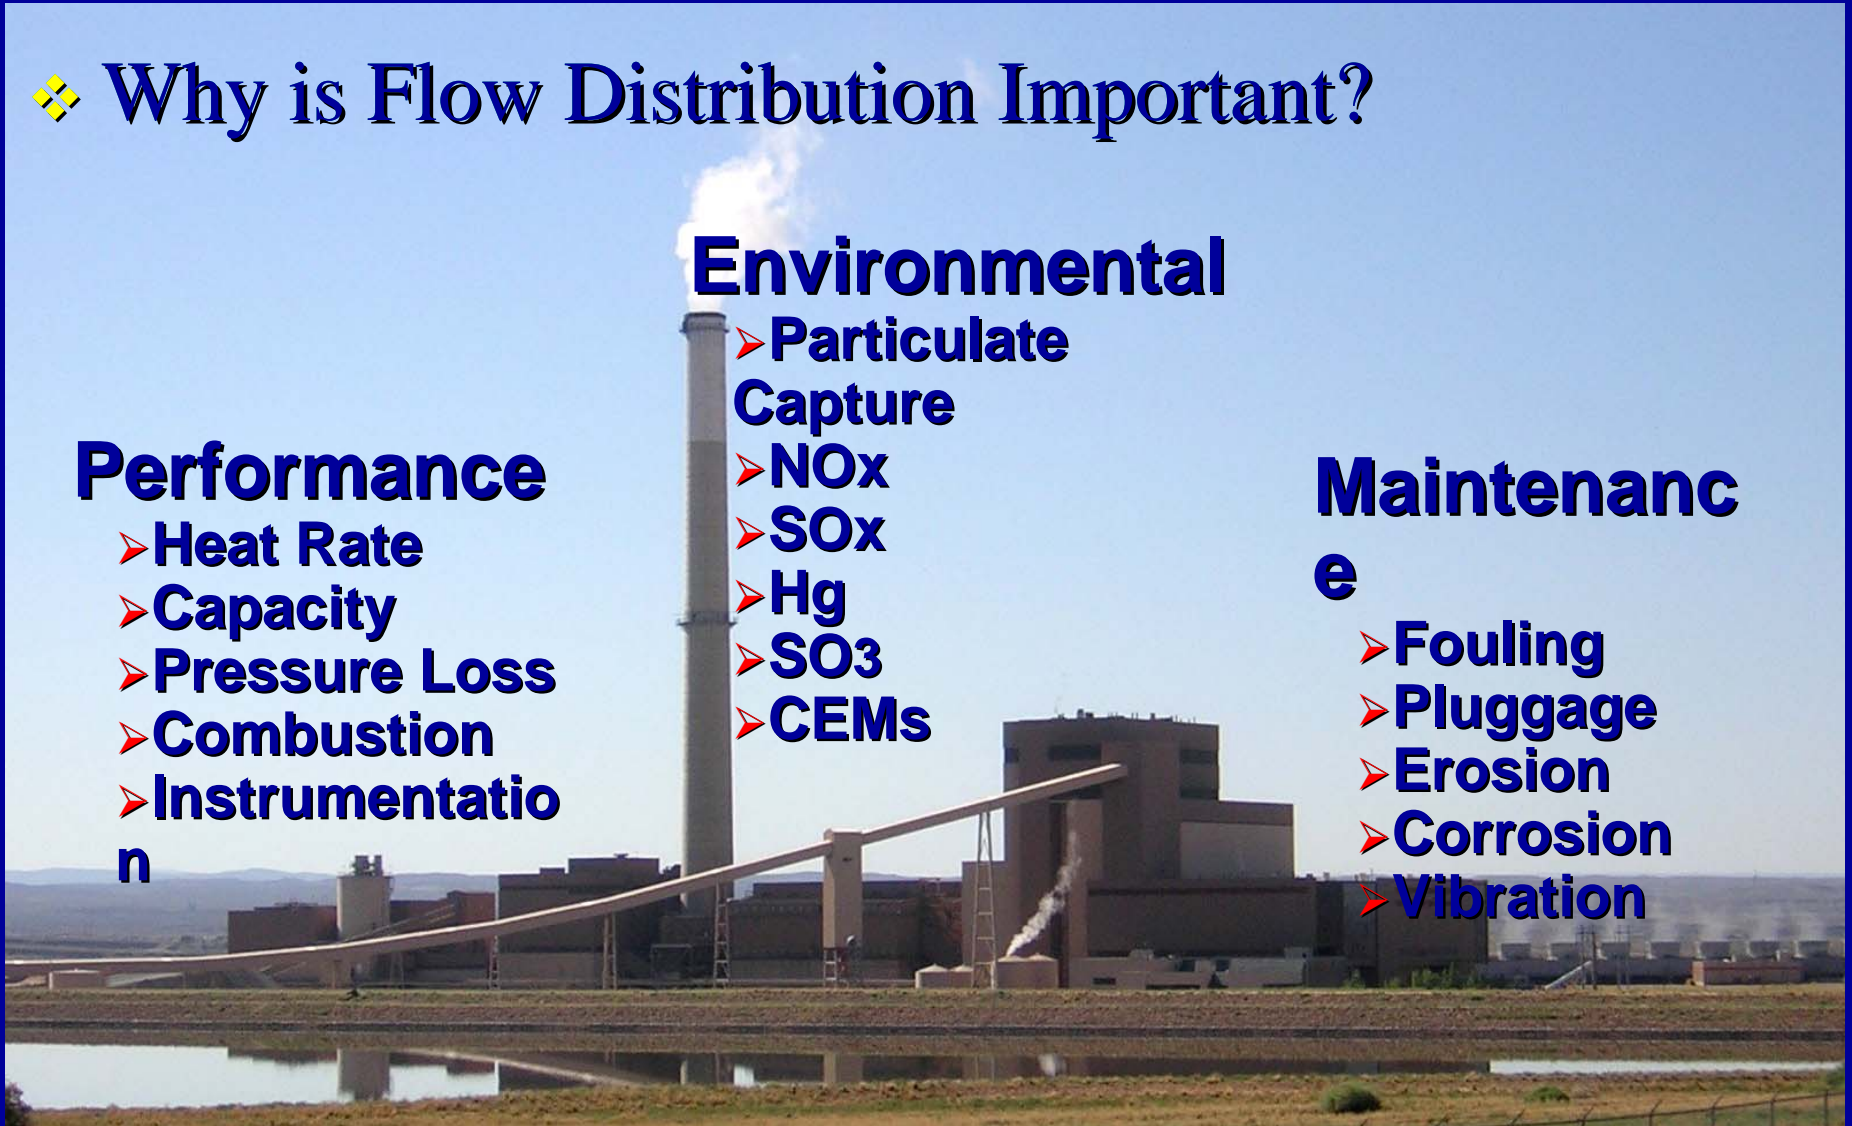 Why is Flow Distribution Important?
Performance
Heat Rate
Capacity
Pressure Loss
Combustion
Instrumentatio
n
Environmental
Particulate
Capture
NOx
SOx
Hg
SO3
CEMs
Maintenanc
e
Fouling
Pluggage
Erosion
Corrosion
Vibration